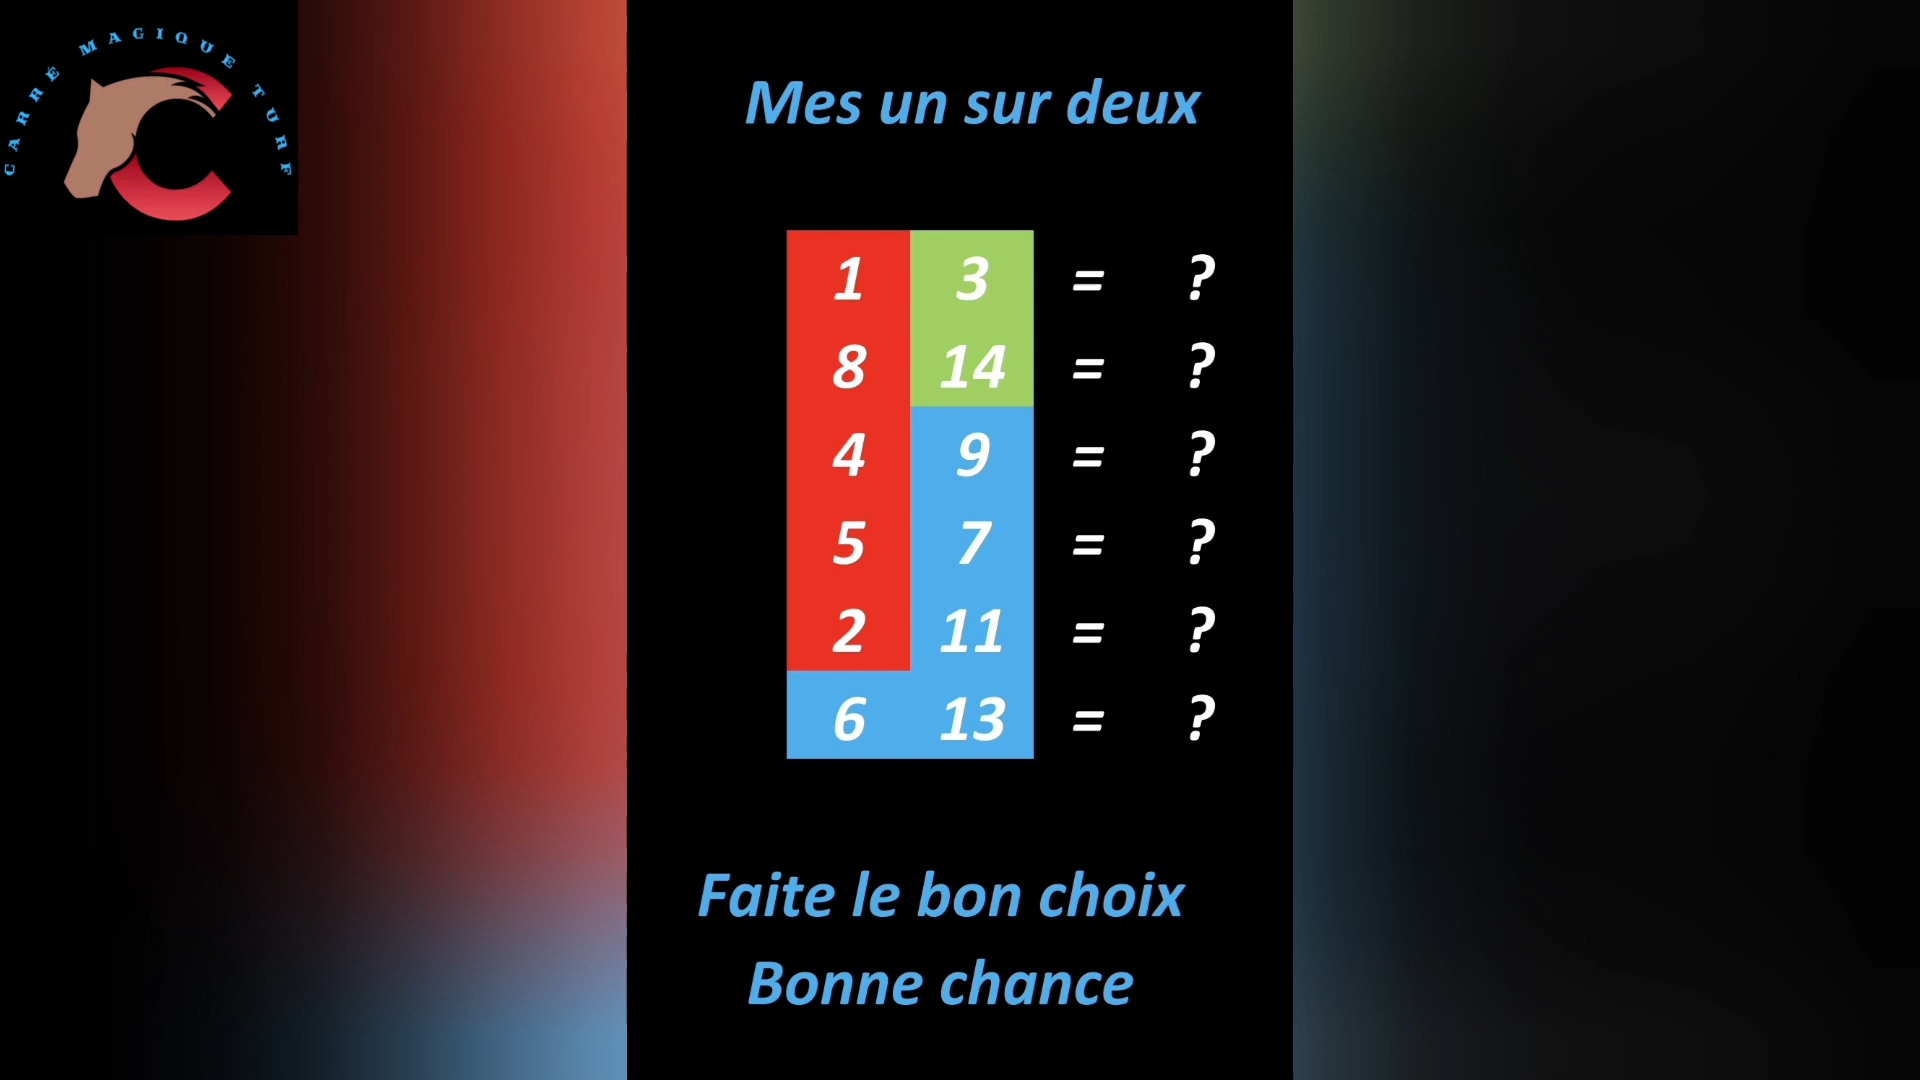 CARRÉ MAGIQUE TURF
Mes un sur deux
1 3 = ?
8 14 = ?
4 9 = ?
5 7 = ?
2 11 = ?
6 13 = ?
Faite le bon choix
Bonne chance